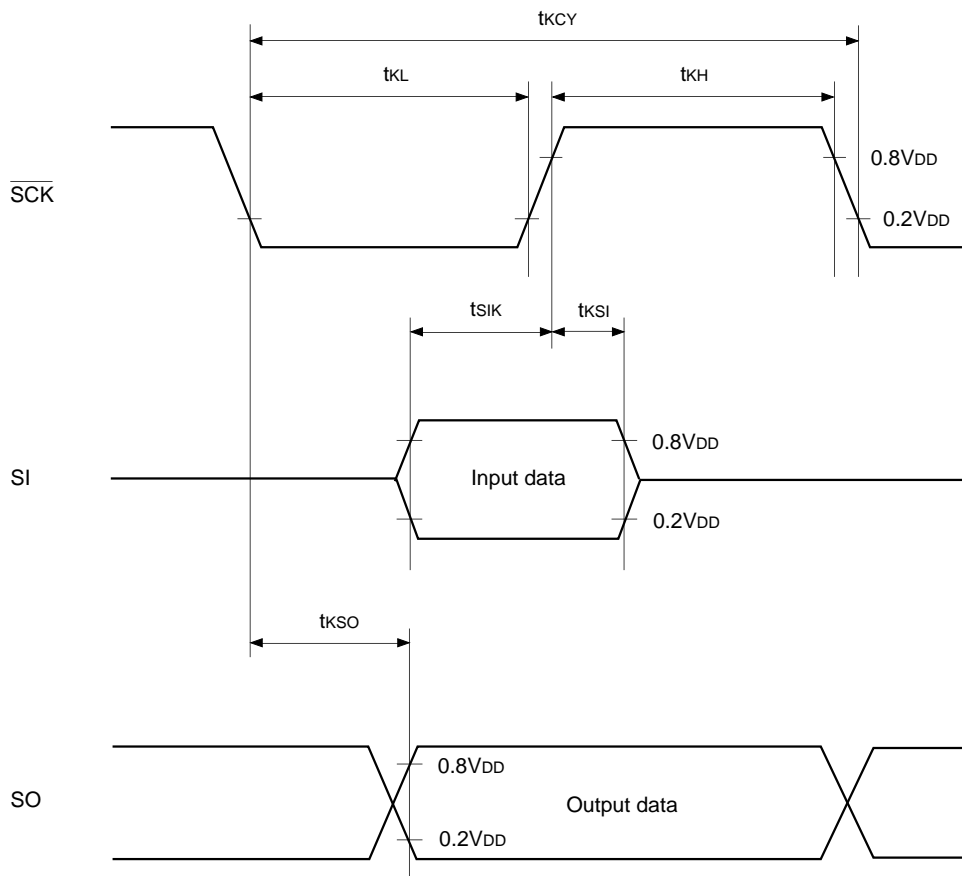 tKCY
tKL
tKH
SCK
0.8VDD
0.2VDD
tSIK
tKSI
0.8VDD
SI
Input data
0.2VDD
tKSO
0.8VDD
SO
Output data
0.2VDD